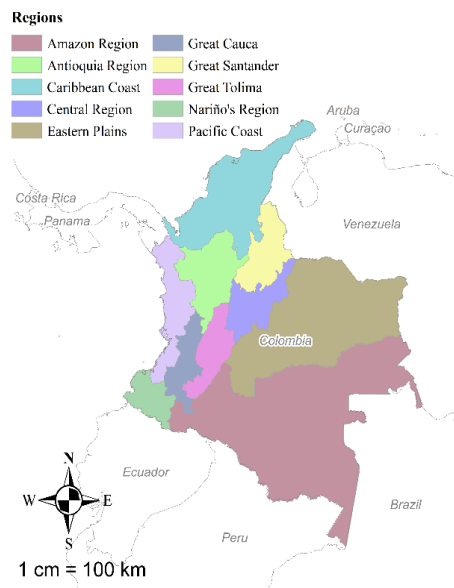 Regions
Amazon Region
Great Cauca
Antioquia Region
Great Santander
Caribbean Coast
Great Tolima
Central Region
Nariño's Region
Eastern Plains
Pacific Coast
Aruba
Curaçao
Costa Rica
Panama
Venezuela
Colombia
Ecuador
Brazil
Peru
N
W
E
S
1 cm = 100 km